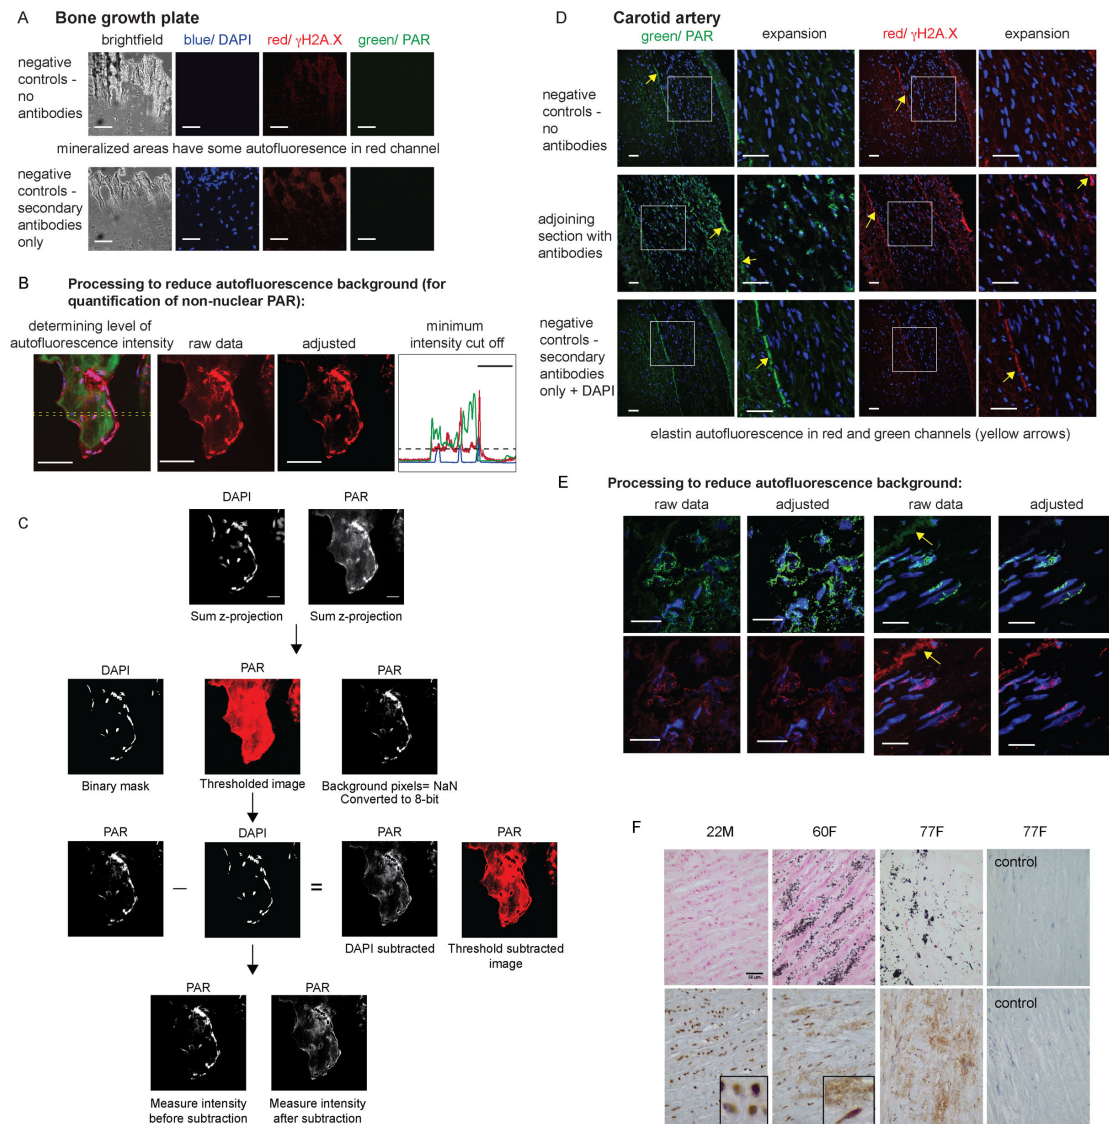 A Bone growth plate
brightfield blue/ DAPI red/ γH2A.X green/ PAR
negative
controls -
no
antibodies
mineralized areas have some autofluoresence in red channel
negative
controls -
secondary
antibodies
only
B Processing to reduce autofluorescence background (for
quantification of non-nuclear PAR):
determining level of
autofluorescence intensity
raw data
adjusted
minimum
intensity cut off
C
DAPI PAR
Sum z-projection Sum z-projection
DAPI
PAR
PAR
Binary mask
Thresholded image
Background pixels= NaN
Converted to 8-bit
PAR
DAPI
PAR
PAR
–
=
DAPI subtracted
Threshold subtracted
image
PAR PAR
Measure intensity
before subtraction
Measure intensity
after subtraction
D Carotid artery
green/ PAR expansion red/ γH2A.X expansion
negative
controls -
no
antibodies
adjoining
section with
antibodies
negative
controls -
secondary
antibodies
only + DAPI
elastin autofluorescence in red and green channels (yellow arrows)
E Processing to reduce autofluorescence background:
raw data adjusted raw data adjusted
F
22M 60F 77F 77F
control
control